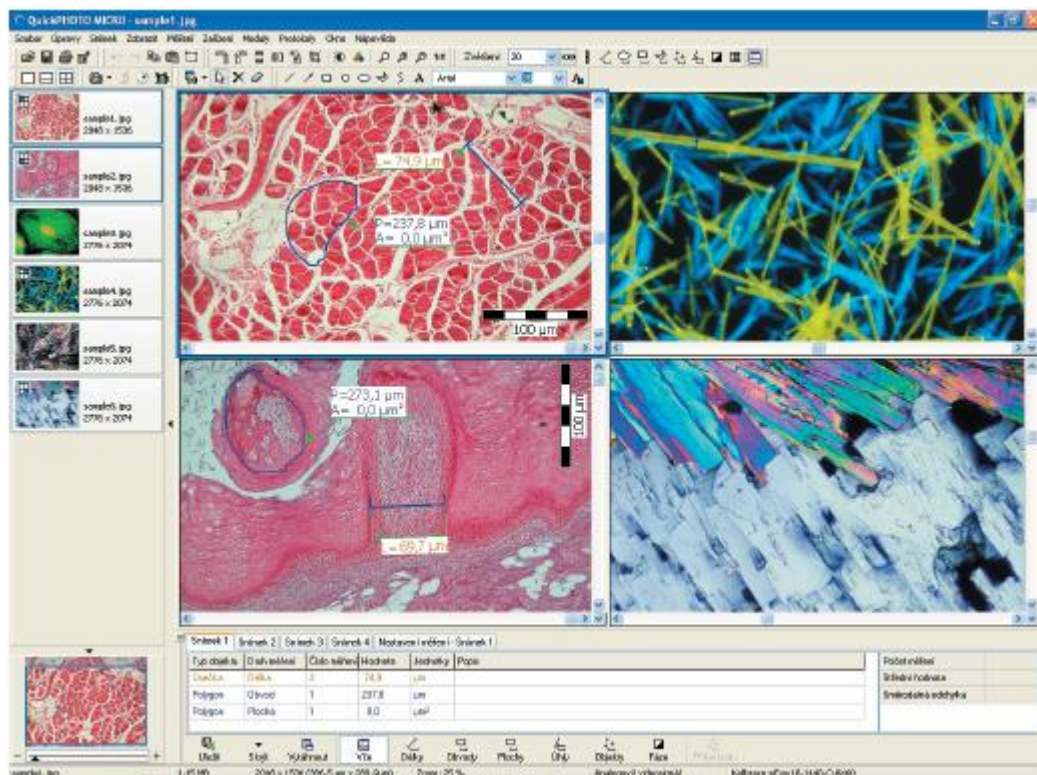 QuickPHOTO MICRO - sample1.jpg
Soubor Úpravy Snímek Zobrazit Měření Zařízení Moduly Protokoly Okno Nápověda
Zvětšení: 20
Arial
sample1.jpg
2048 x 1536
sample2.jpg
2048 x 1536
2776 x 2074
sample4.jpg
2776 x 2074
sample5.jpg
2776 x 2074
2776 x 2074
L= 74,9 µm
P=237,8 µm
A= 0,0 µm²
100 µm
P=273,1 µm
A= 0,0 µm²
100 µm
L= 69,7 µm
Snímek 1 Snímek 2 Snímek 3 Snímek 4 Nastavení měření - Snímek 1
Typ objektu Druh měření Číslo měření Hodnota Jednotky Popis
Úsečka Délka 2 74,9 µm
Polygon Obvod 1 237,8 µm
Polygon Plocha 1 0,0 µm²
Počet měření
Střední hodnota
Směrodatná odchylka
Uložit Skrýt Vytáhnout Vše Délky Obvody Plochy Úhly Objekty Fáze